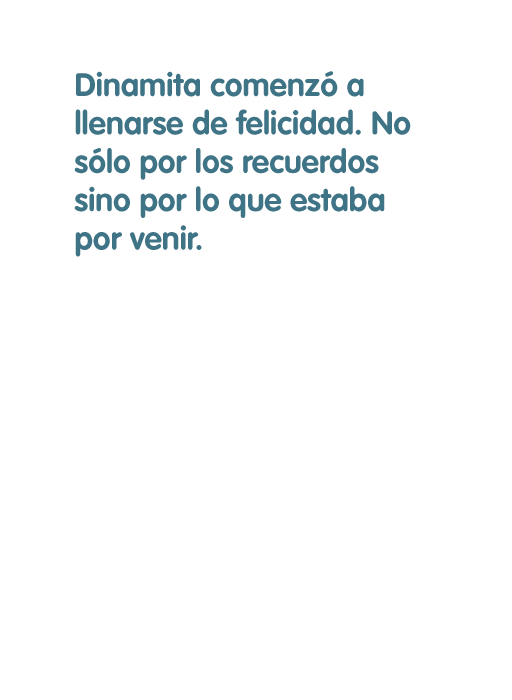 Dinamita comenzó a
llenarse de felicidad. No
sólo por los recuerdos
sino por lo que estaba
por venir.